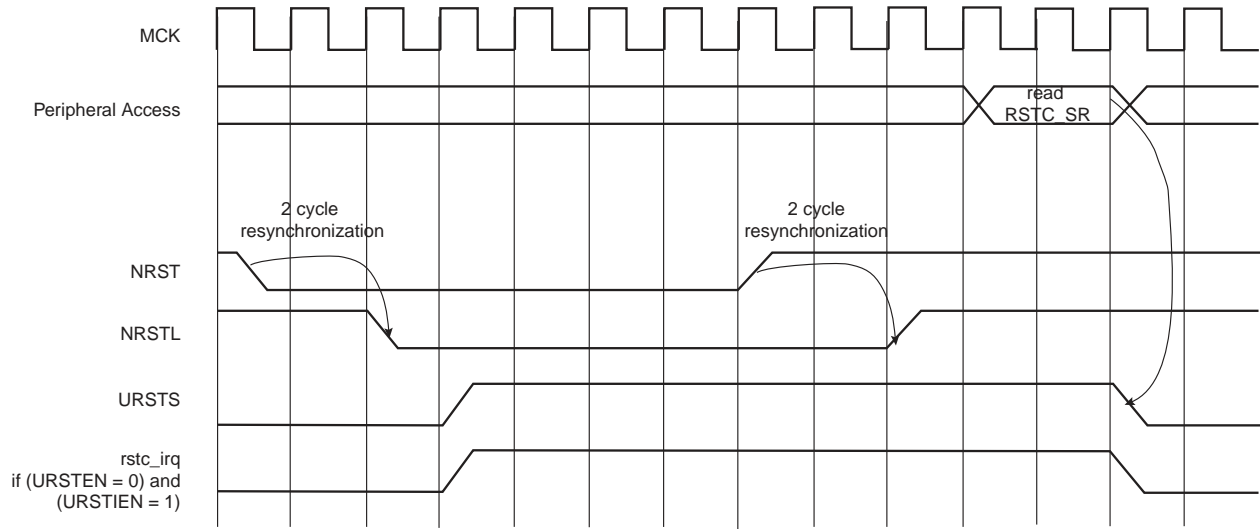 MCK
Peripheral Access
read
RSTC_SR
2 cycle
resynchronization
2 cycle
resynchronization
NRST
NRSTL
URSTS
rstc_irq
if (URSTEN = 0) and
(URSTIEN = 1)